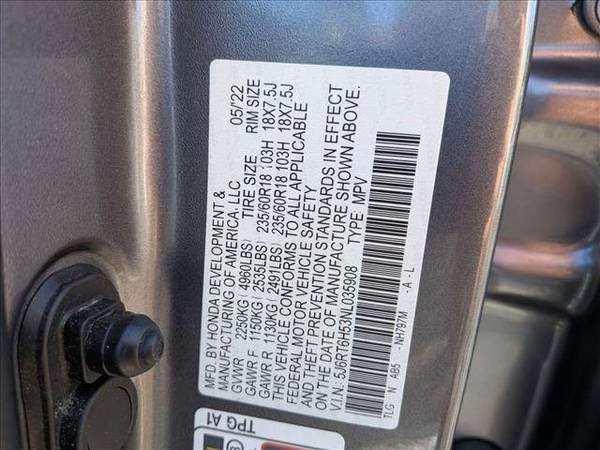 MFD. BY HONDA DEVELOPMENT &
MANUFACTURING OF AMERICA, LLC 05/'22
GVWR 2250KG ( 4960LBS) TIRE SIZE RIM SIZE
GAWR F 1150KG ( 2535LBS) 235/60R18 103H 18X7.5J
GAWR R 1130KG ( 2491LBS) 235/60R18 103H 18X7.5J
THIS VEHICLE CONFORMS TO ALL APPLICABLE
FEDERAL MOTOR VEHICLE SAFETY
AND THEFT PREVENTION STANDARDS IN EFFECT
ON THE DATE OF MANUFACTURE SHOWN ABOVE.
V.I.N.: 5J6RT6H53NL035908 TYPE: MPV
TLG N AB5 -NH797M - A - L
TPG A1